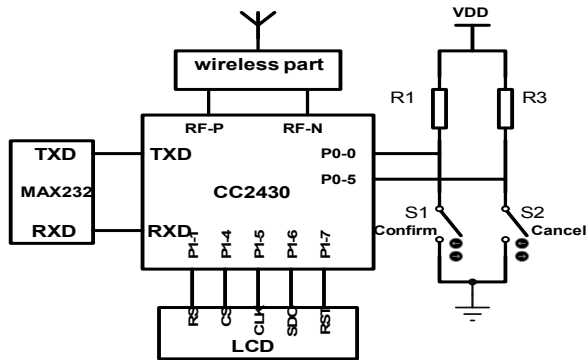 VDD
wireless part
R1
R3
RF-P
RF-N
TXD
TXD
P0-0
MAX232
CC2430
P0-5
RXD
RXD
S1
S2
Confirm
Cancel
P1-1
P1-4
P1-5
P1-6
P1-7
RS
CS
CLK
SDO
RST
LCD